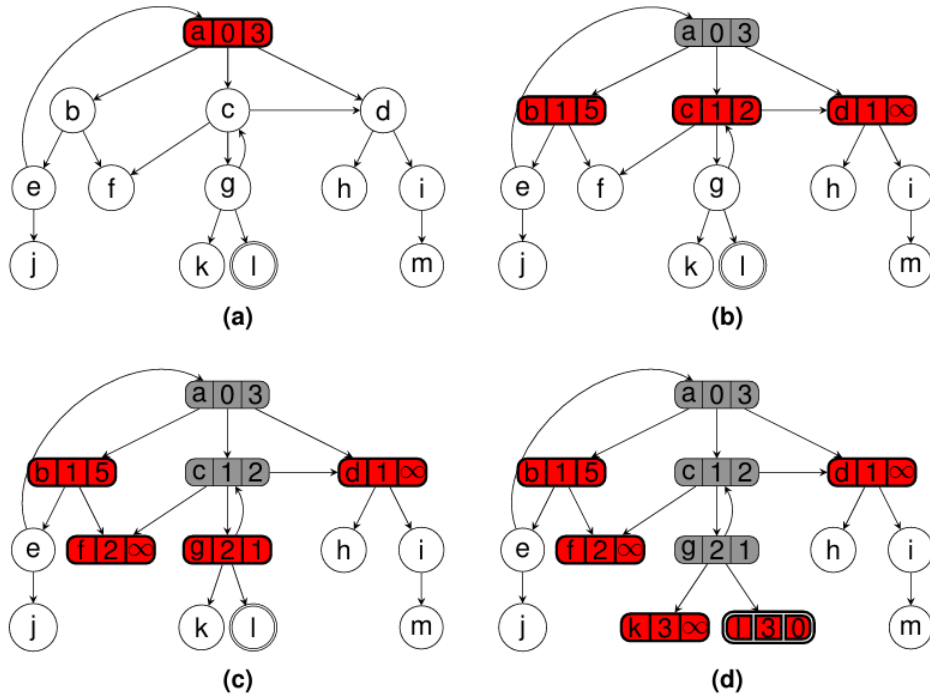 a 0 3
b c d
e f g h i
j k l m
(a)
a 0 3
b 1 5 c 1 2 d 1 ∞
e f g h i
j k l m
(b)
a 0 3
b 1 5 c 1 2 d 1 ∞
e f 2 ∞ g 2 1 h i
j k l m
(c)
a 0 3
b 1 5 c 1 2 d 1 ∞
e f 2 ∞ g 2 1 h i
j k 3 ∞ l 3 0 m
(d)